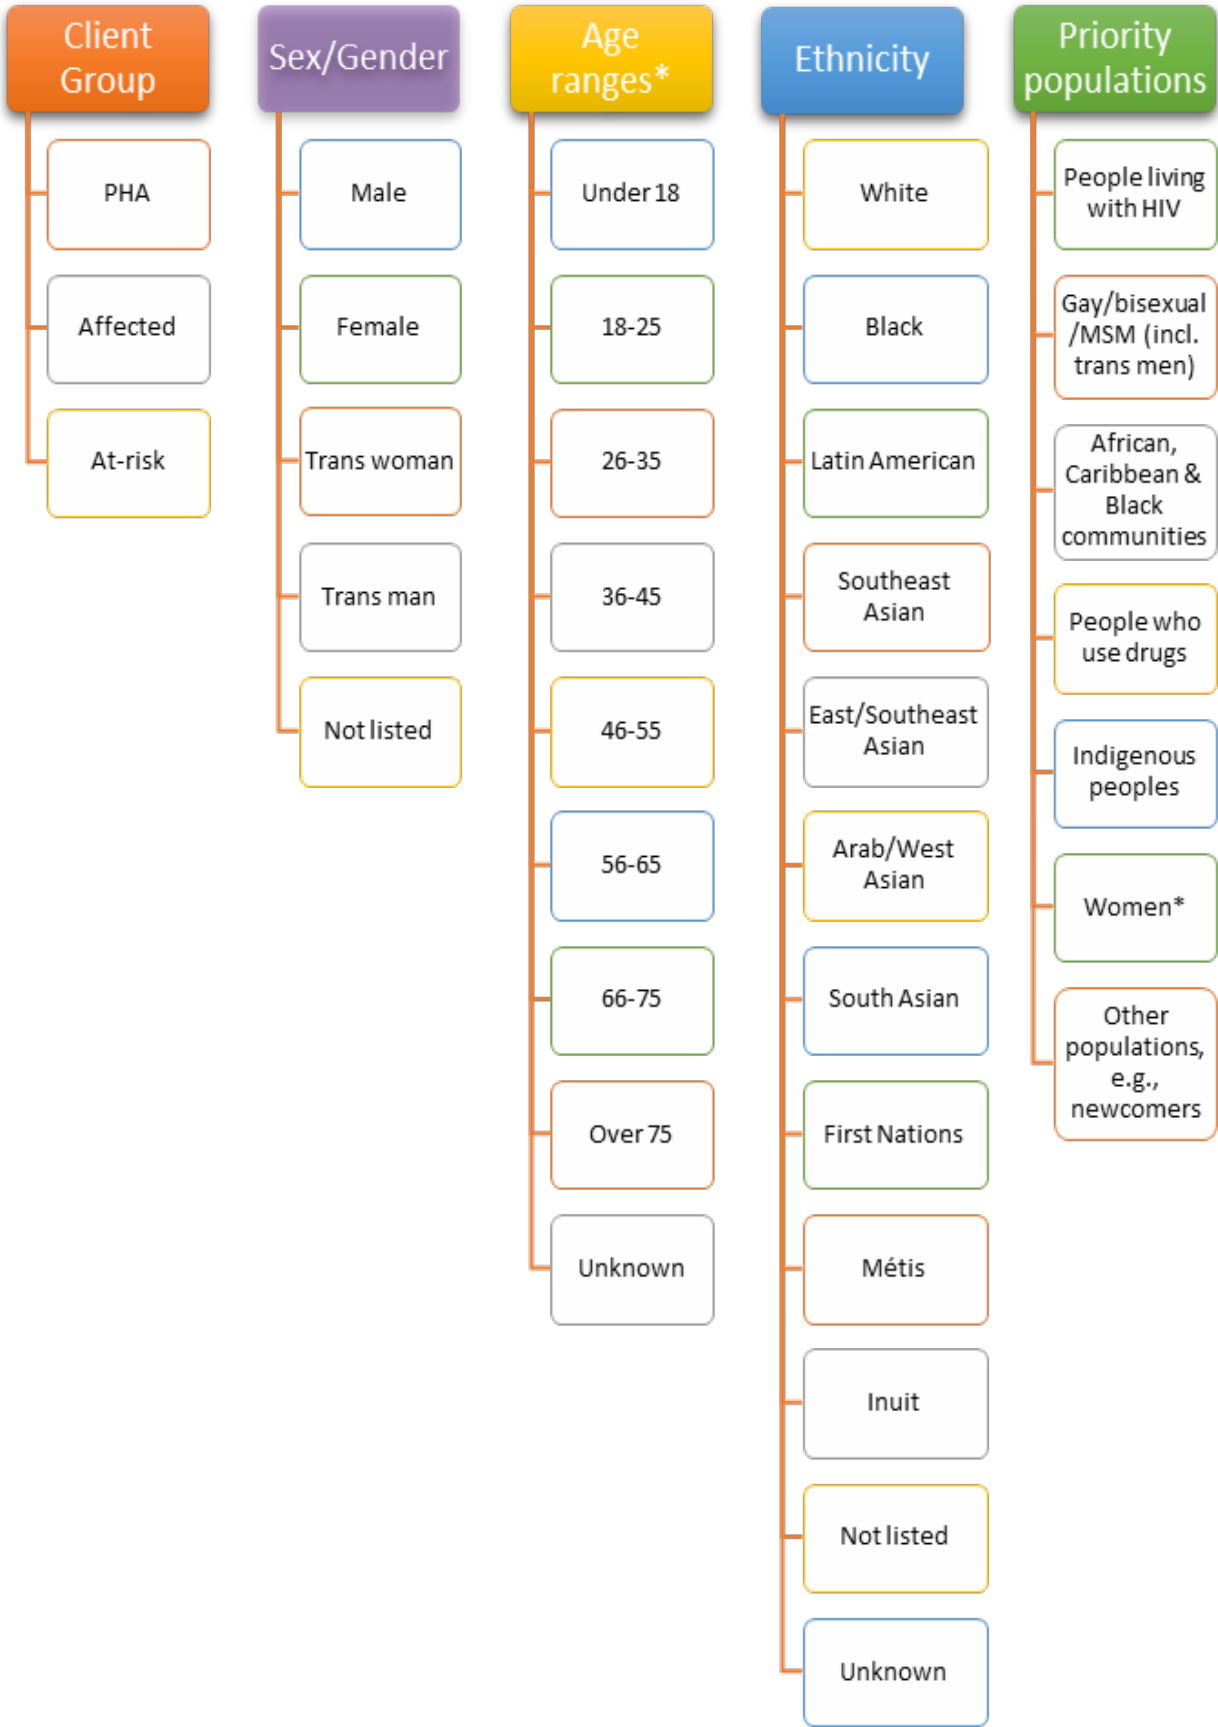 Client
Group
PHA
Affected
At-risk
Sex/Gender
Male
Female
Trans woman
Trans man
Not listed
Age
ranges*
Under 18
18-25
26-35
36-45
46-55
56-65
66-75
Over 75
Unknown
Ethnicity
White
Black
Latin American
Southeast
Asian
East/Southeast
Asian
Arab/West
Asian
South Asian
First Nations
Métis
Inuit
Not listed
Unknown
Priority
populations
People living
with HIV
Gay/bisexual
/MSM (incl.
trans men)
African,
Caribbean &
Black
communities
People who
use drugs
Indigenous
peoples
Women*
Other
populations,
e.g.,
newcomers